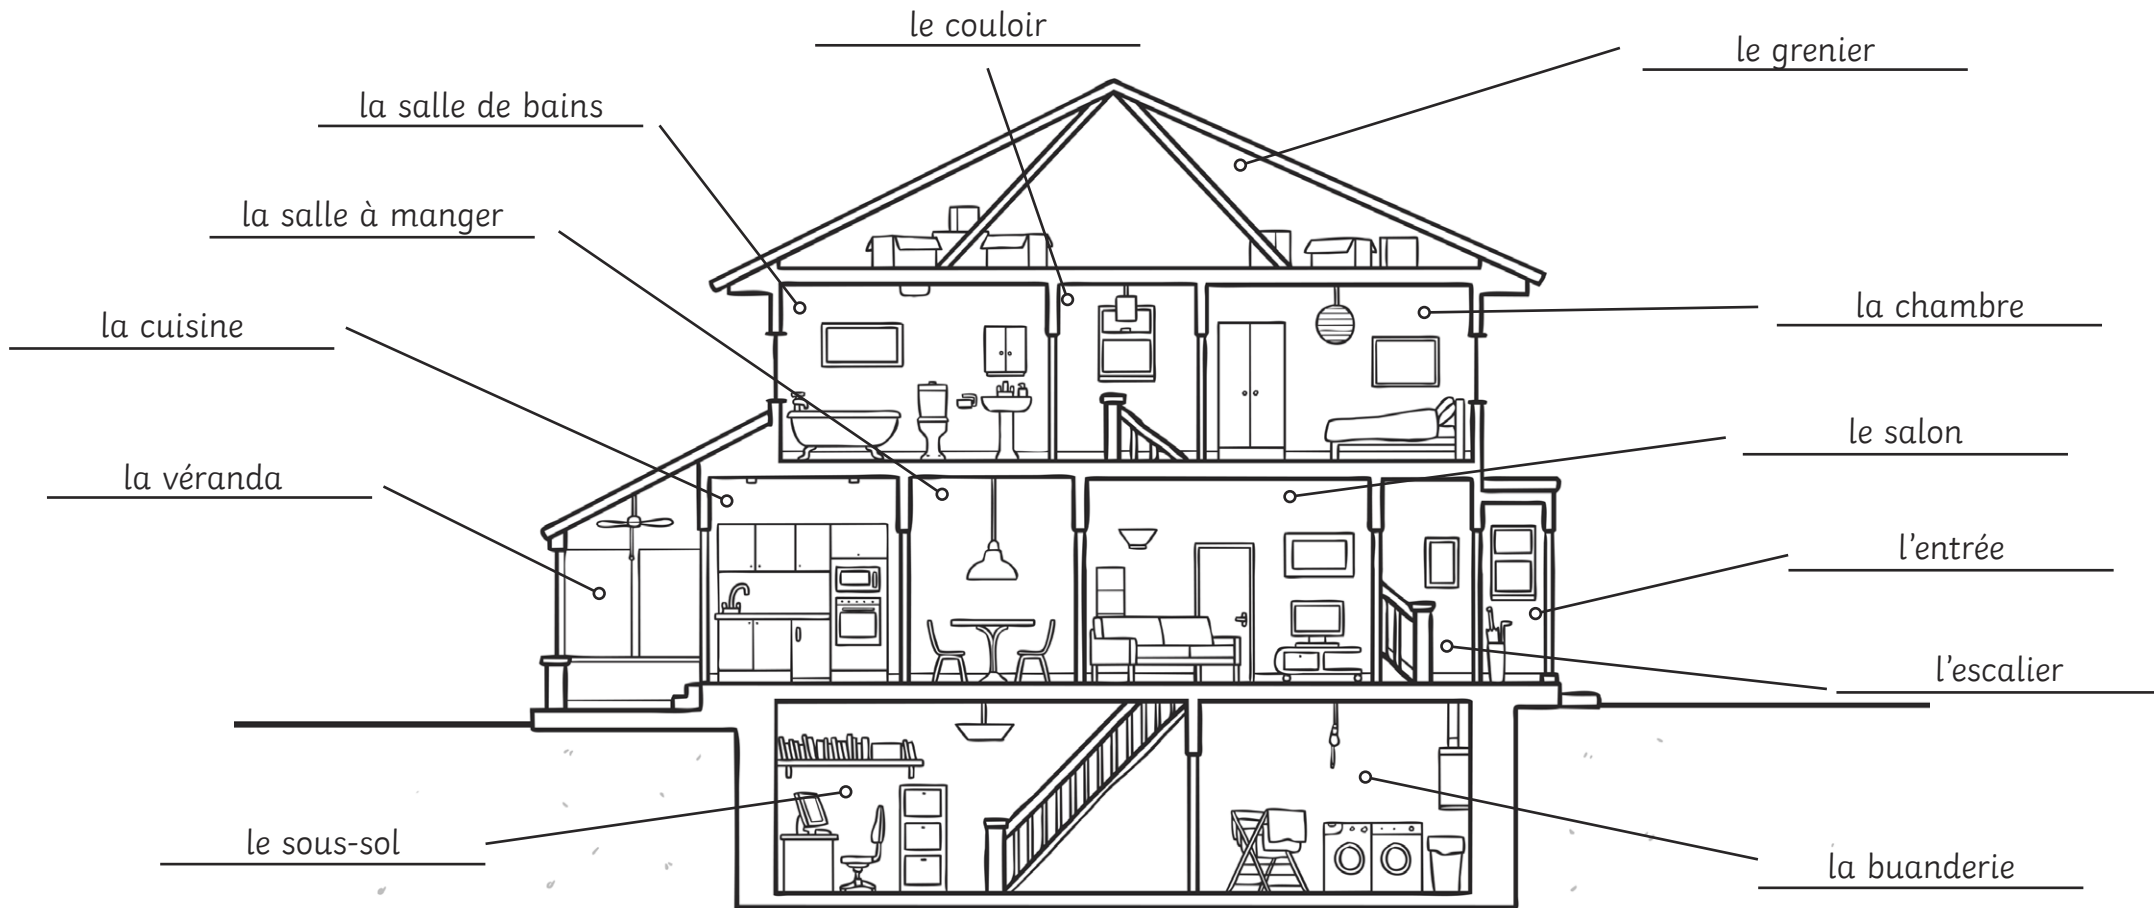 le couloir
le grenier
la salle de bains
la salle à manger
la chambre
la cuisine
le salon
la véranda
l'entrée
l'escalier
le sous-sol
la buanderie